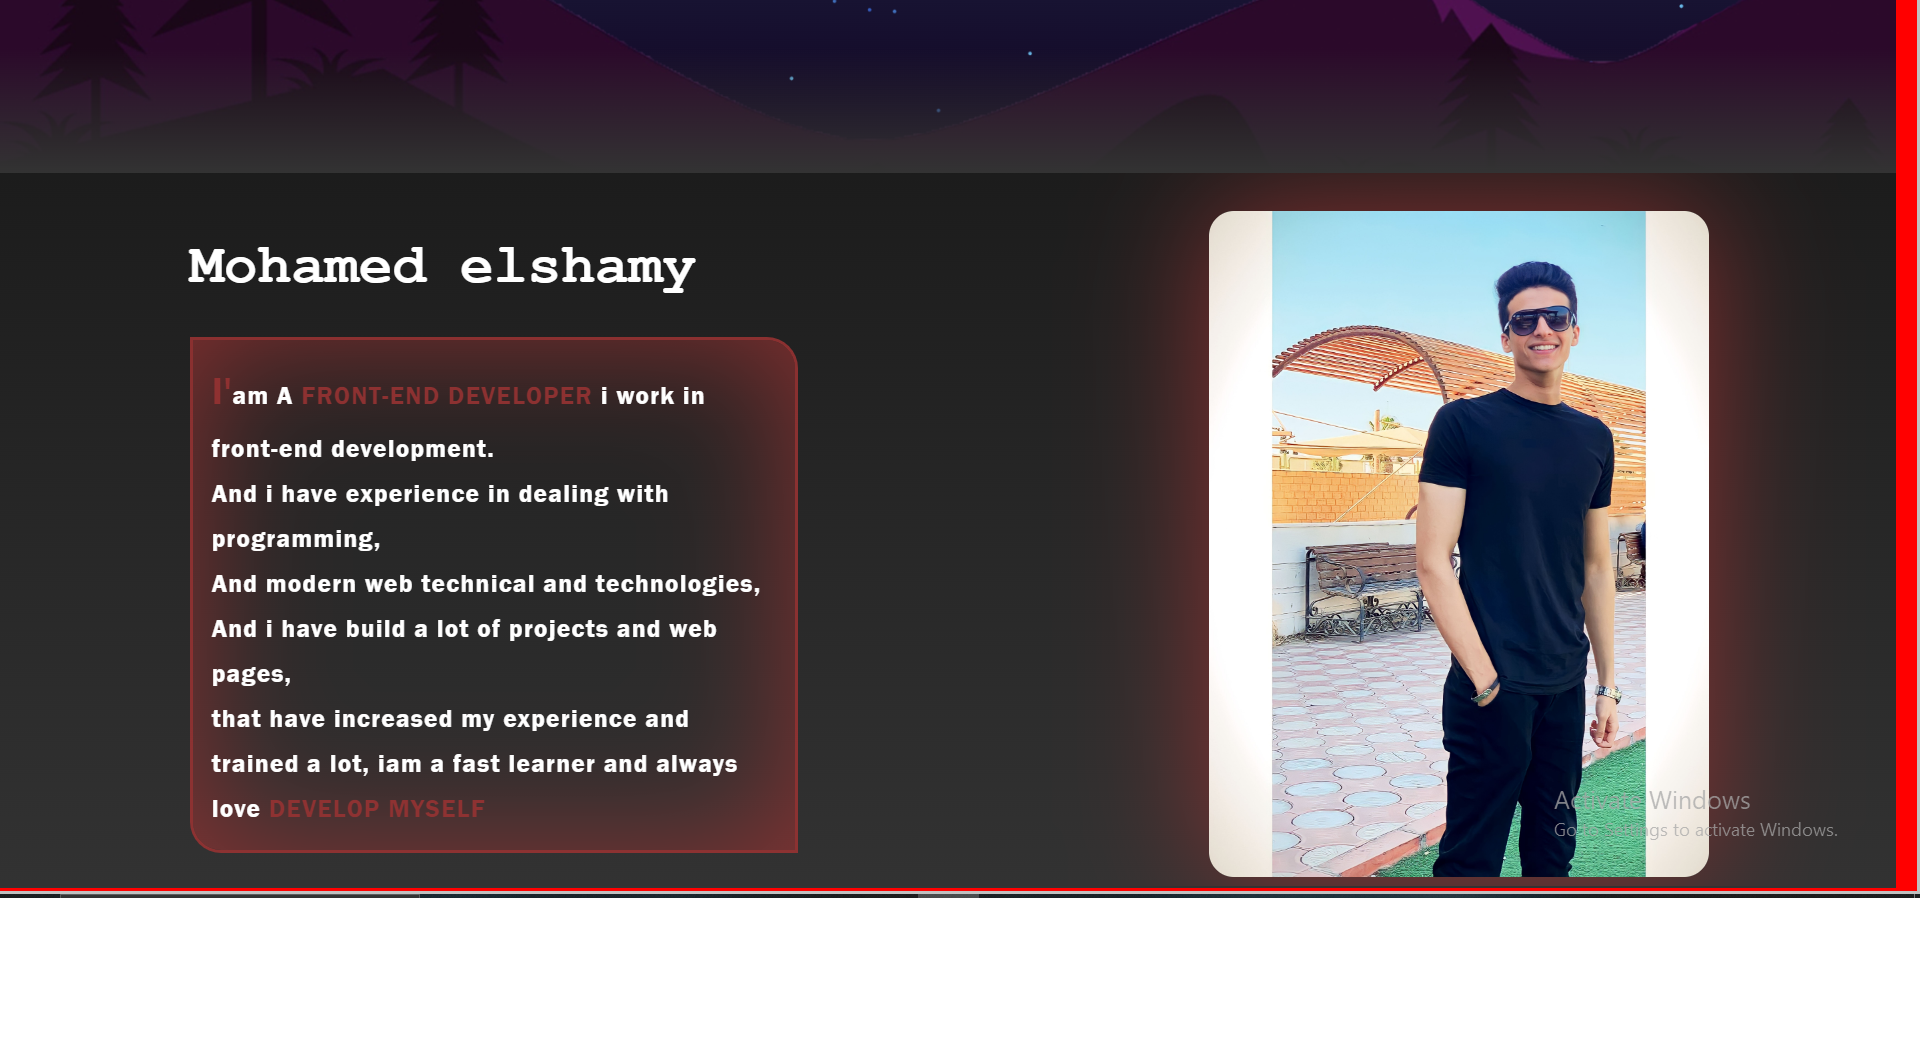 Mohamed elshamy
I'am A FRONT-END DEVELOPER i work in
front-end development.
And i have experience in dealing with
programming,
And modern web technical and technologies,
And i have build a lot of projects and web
pages,
that have increased my experience and
trained a lot, iam a fast learner and always
love DEVELOP MYSELF
Activate Windows
Go to Settings to activate Windows.